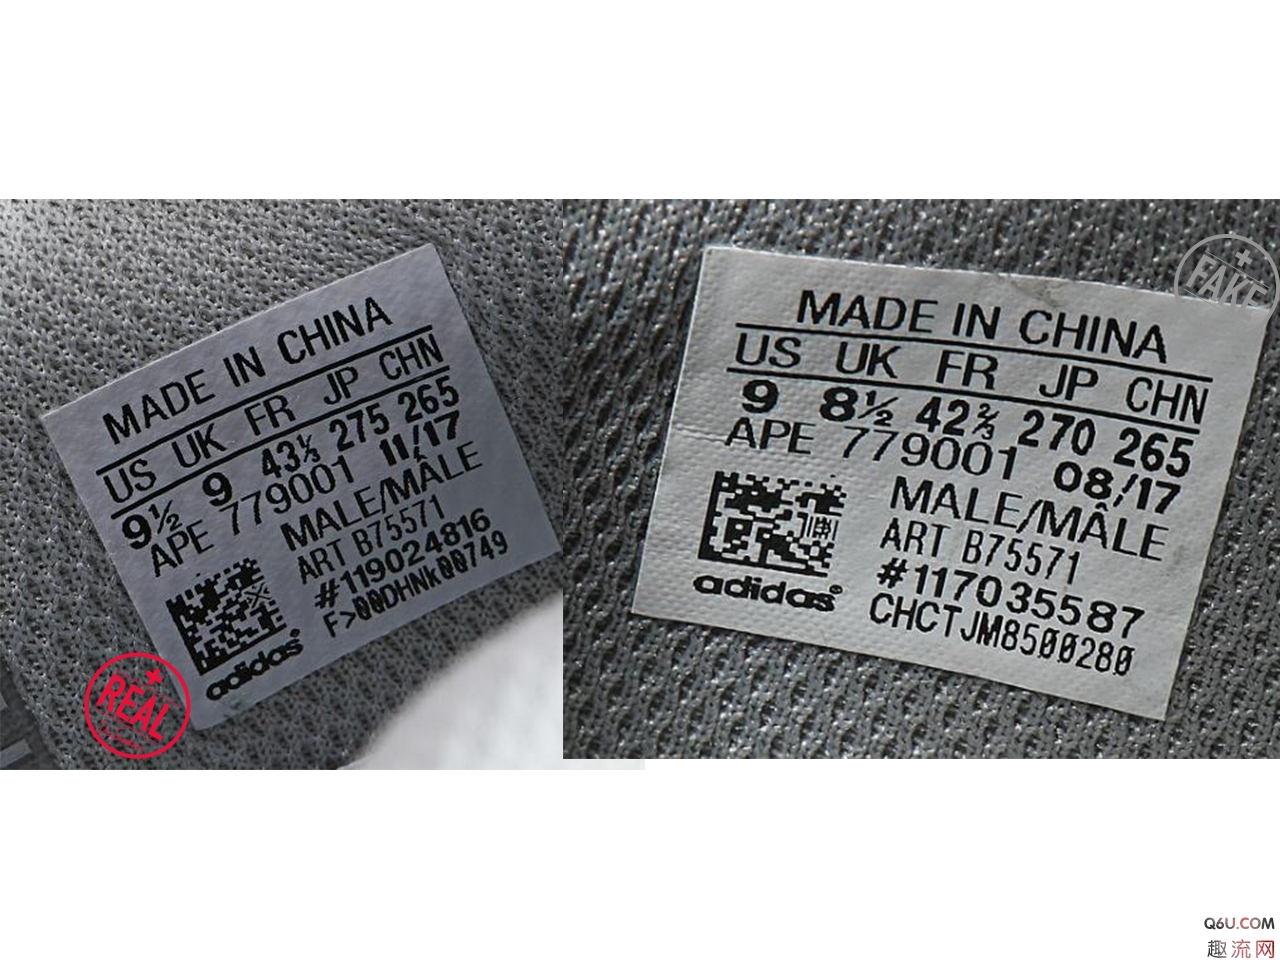 MADE IN CHINA
US UK FR JP CHN
9½ 9 43⅓ 275 265
APE 779001 11/17
MALE/MÂLE
ART B75571
#119024816
F>00DHNk00749
adidas®
REAL
MADE IN CHINA
US UK FR JP CHN
9 8½ 42⅔ 270 265
APE 779001 08/17
MALE/MÂLE
ART B75571
#117035587
CHCTJM8500280
adidas®
FAKE
Q6U.COM
趣流网